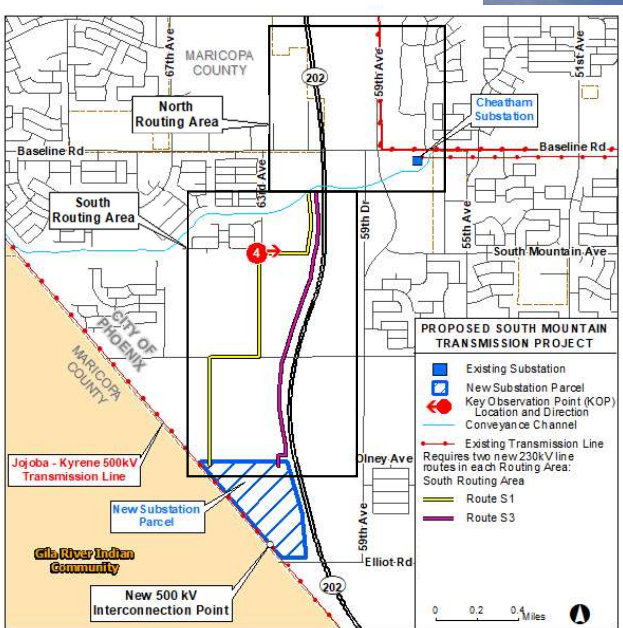 67th Ave
MARICOPA
COUNTY
202
59th Ave
51st Ave
North
Routing Area
Cheatham
Substation
Baseline Rd
Baseline Rd
63rd Ave
South
Routing Area
59th Dr
55th Ave
4
South Mountain Ave
CITY OF
PHOENIX
MARICOPA
COUNTY
PROPOSED SOUTH MOUNTAIN
TRANSMISSION PROJECT
Existing Substation
New Substation Parcel
Key Observation Point (KOP)
Location and Direction
Conveyance Channel
Existing Transmission Line
Requires two new 230kV line
routes in each Routing Area:
South Routing Area
Route S1
Route S3
Jojoba - Kyrene 500kV
Transmission Line
Olney Ave
New Substation
Parcel
59th Ave
Gila River Indian
Community
Elliot Rd
New 500 kV
Interconnection Point
202
0 0.2 0.4 Miles